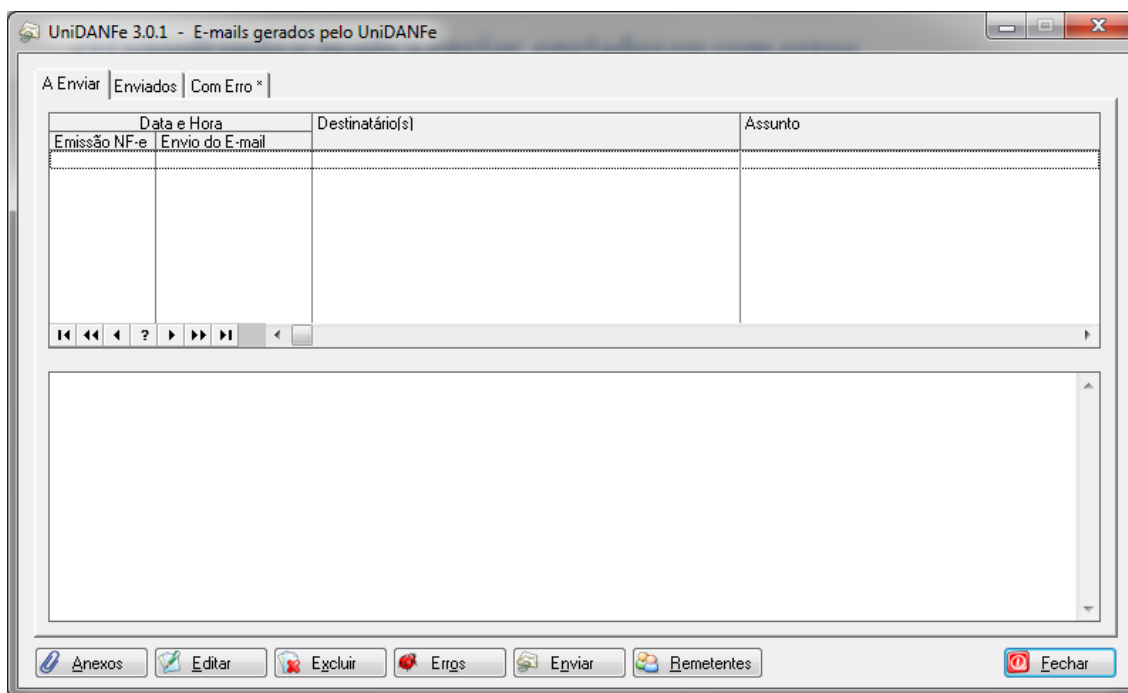 UniDANFe 3.0.1 - E-mails gerados pelo UniDANFe
A Enviar Enviados Com Erro *
Data e Hora Destinatário(s) Assunto
Emissão NF-e Envio do E-mail
?
Anexos Editar Excluir Erros Enviar Remetentes Fechar